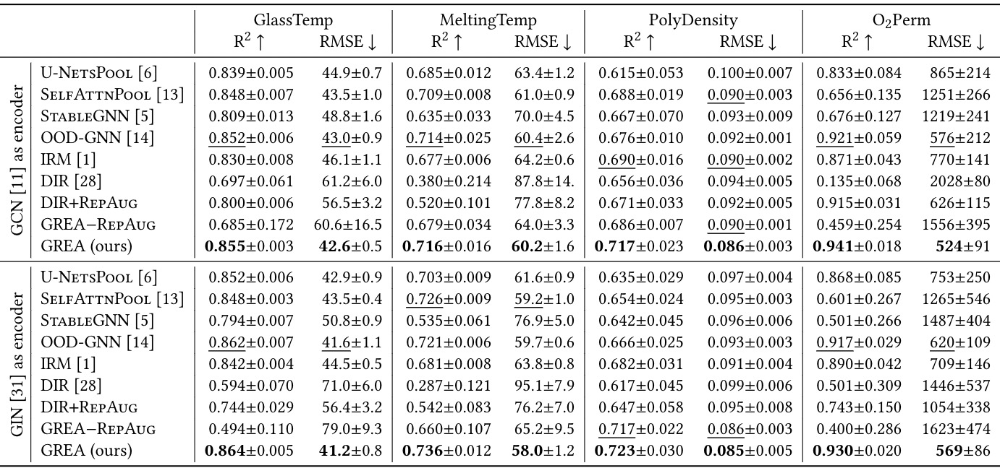 GlassTemp MeltingTemp PolyDensity O₂Perm
R² ↑ RMSE ↓ R² ↑ RMSE ↓ R² ↑ RMSE ↓ R² ↑ RMSE ↓
GCN [11] as encoder
U-NetsPool [6] 0.839±0.005 44.9±0.7 0.685±0.012 63.4±1.2 0.615±0.053 0.100±0.007 0.833±0.084 865±214
SelfAttnPool [13] 0.848±0.007 43.5±1.0 0.709±0.008 61.0±0.9 0.688±0.019 0.090±0.003 0.656±0.135 1251±266
StableGNN [5] 0.809±0.013 48.8±1.6 0.635±0.033 70.0±4.5 0.667±0.070 0.093±0.009 0.676±0.127 1219±241
OOD-GNN [14] 0.852±0.006 43.0±0.9 0.714±0.025 60.4±2.6 0.676±0.010 0.092±0.001 0.921±0.059 576±212
IRM [1] 0.830±0.008 46.1±1.1 0.677±0.006 64.2±0.6 0.690±0.016 0.090±0.002 0.871±0.043 770±141
DIR [28] 0.697±0.061 61.2±6.0 0.380±0.214 87.8±14. 0.656±0.036 0.094±0.005 0.135±0.068 2028±80
DIR+RepAug 0.800±0.006 56.5±3.2 0.520±0.101 77.8±8.2 0.671±0.033 0.092±0.005 0.915±0.031 626±115
GREA−RepAug 0.685±0.172 60.6±16.5 0.679±0.034 64.0±3.3 0.686±0.007 0.090±0.001 0.459±0.254 1556±395
GREA (ours) 0.855±0.003 42.6±0.5 0.716±0.016 60.2±1.6 0.717±0.023 0.086±0.003 0.941±0.018 524±91
GIN [31] as encoder
U-NetsPool [6] 0.852±0.006 42.9±0.9 0.703±0.009 61.6±0.9 0.635±0.029 0.097±0.004 0.868±0.085 753±250
SelfAttnPool [13] 0.848±0.003 43.5±0.4 0.726±0.009 59.2±1.0 0.654±0.024 0.095±0.003 0.601±0.267 1265±546
StableGNN [5] 0.794±0.007 50.8±0.9 0.535±0.061 76.9±5.0 0.642±0.045 0.096±0.006 0.501±0.266 1487±404
OOD-GNN [14] 0.862±0.007 41.6±1.1 0.721±0.006 59.7±0.6 0.666±0.025 0.093±0.003 0.917±0.029 620±109
IRM [1] 0.842±0.004 44.5±0.5 0.681±0.008 63.8±0.8 0.682±0.031 0.091±0.004 0.890±0.042 709±146
DIR [28] 0.594±0.070 71.0±6.0 0.287±0.121 95.1±7.9 0.617±0.045 0.099±0.006 0.501±0.309 1446±537
DIR+RepAug 0.744±0.029 56.4±3.2 0.542±0.083 76.2±7.0 0.647±0.058 0.095±0.008 0.743±0.150 1054±338
GREA−RepAug 0.494±0.110 79.0±9.3 0.660±0.107 65.2±9.5 0.717±0.022 0.086±0.003 0.400±0.286 1623±474
GREA (ours) 0.864±0.005 41.2±0.8 0.736±0.012 58.0±1.2 0.723±0.030 0.085±0.005 0.930±0.020 569±86